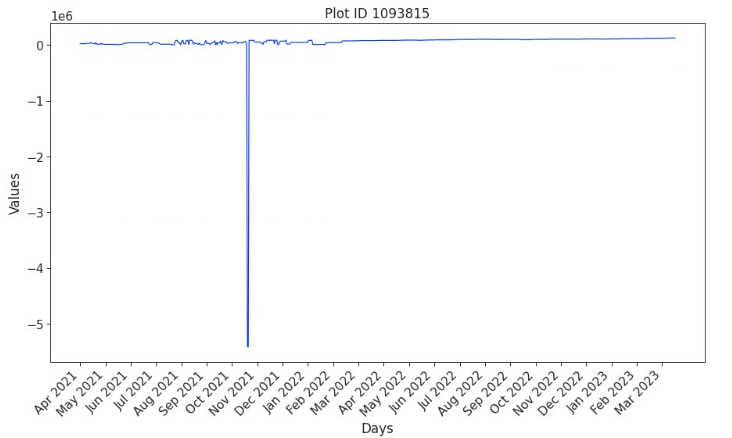 Plot ID 1093815
1e6
0
−1
−2
−3
−4
−5
Values
Apr 2021
May 2021
Jun 2021
Jul 2021
Aug 2021
Sep 2021
Oct 2021
Nov 2021
Dec 2021
Jan 2022
Feb 2022
Mar 2022
Apr 2022
May 2022
Jun 2022
Jul 2022
Aug 2022
Sep 2022
Oct 2022
Nov 2022
Dec 2022
Jan 2023
Feb 2023
Mar 2023
Days